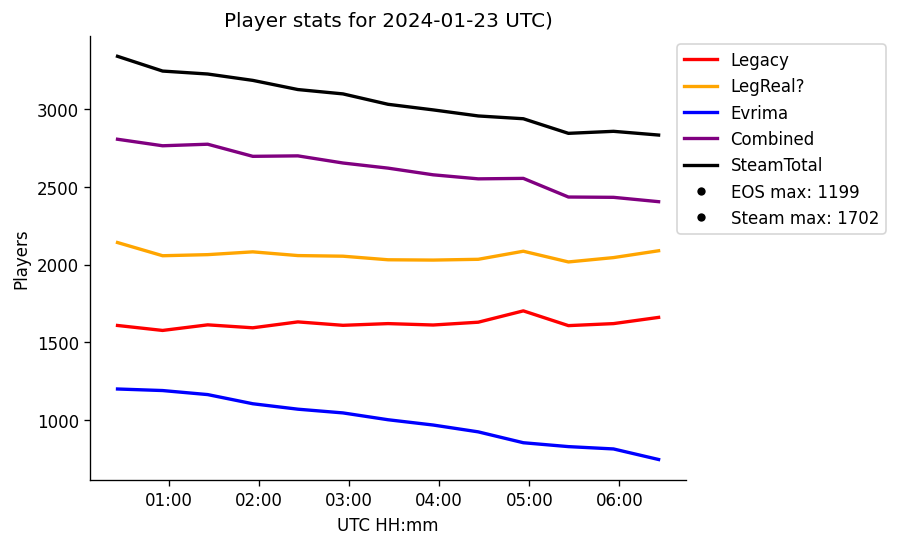 Player stats for 2024-01-23 UTC)
Legacy
LegReal?
Evrima
Combined
SteamTotal
EOS max: 1199
Steam max: 1702
Players
3000
2500
2000
1500
1000
01:00 02:00 03:00 04:00 05:00 06:00
UTC HH:mm